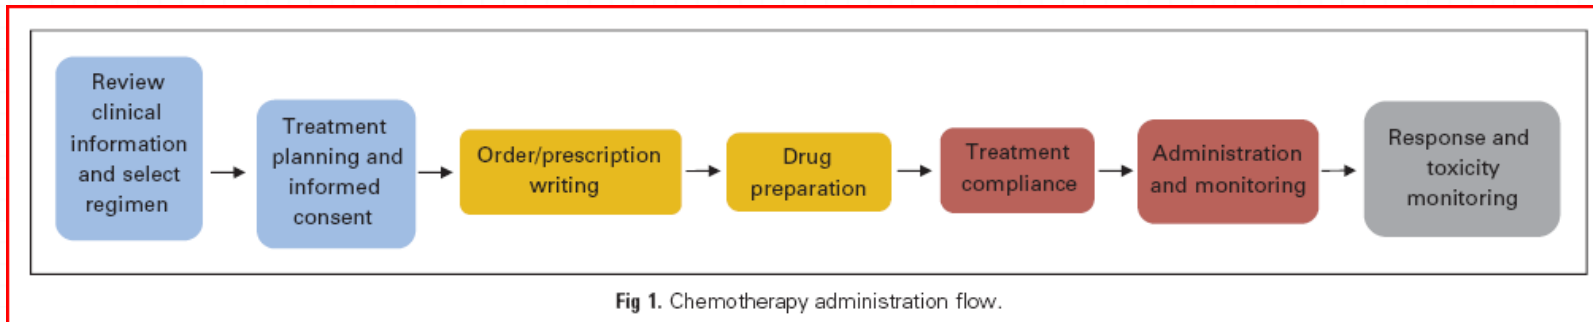 Review
clinical
information
and select
regimen
Treatment
planning and
informed
consent
Order/prescription
writing
Drug
preparation
Treatment
compliance
Administration
and monitoring
Response and
toxicity
monitoring
Fig 1. Chemotherapy administration flow.